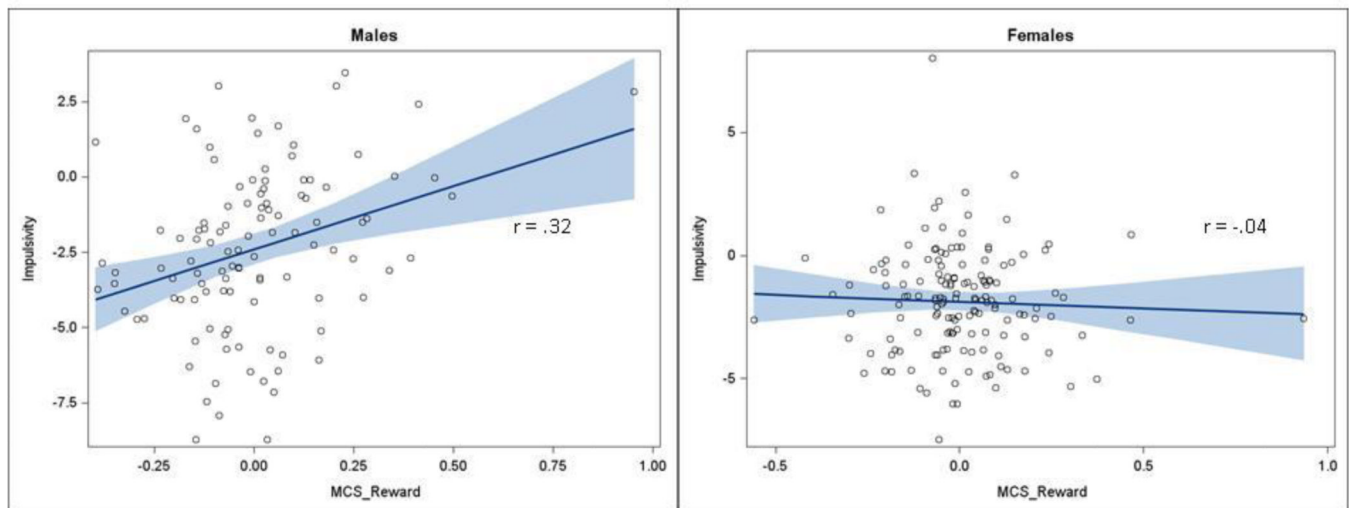 Males
2.5
0.0
-2.5
-5.0
-7.5
Impulsivity
r = .32
-0.25
0.00
0.25
0.50
0.75
1.00
MCS_Reward
Females
5
0
-5
Impulsivity
r = -.04
-0.5
0.0
0.5
1.0
MCS_Reward